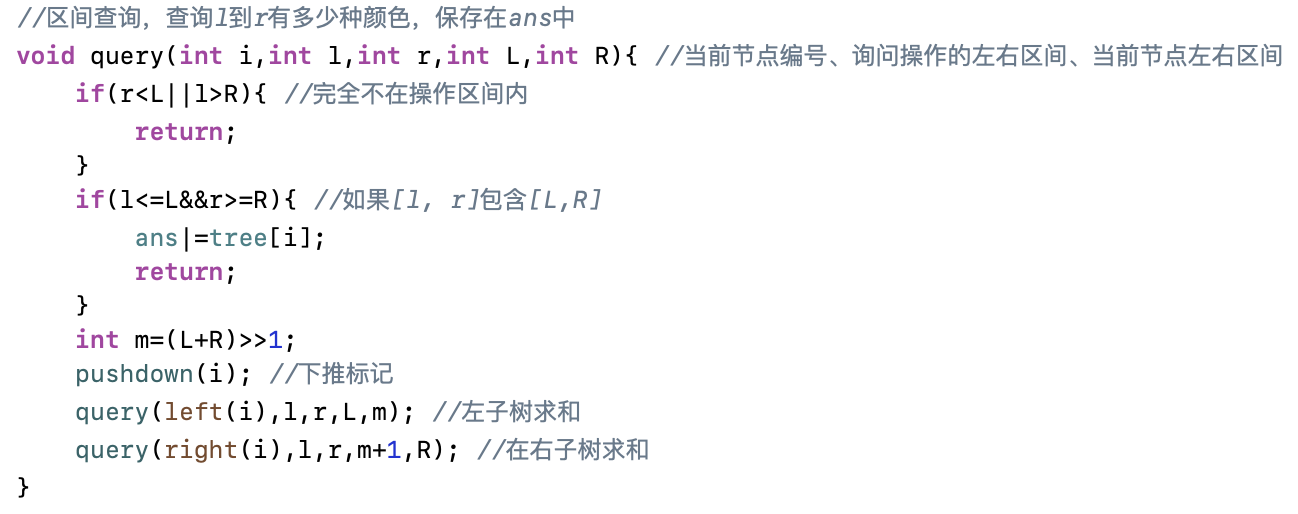 //区间查询，查询l到r有多少种颜色，保存在ans中
void query(int i,int l,int r,int L,int R){ //当前节点编号、询问操作的左右区间、当前节点左右区间
    if(r<L||l>R){ //完全不在操作区间内
        return;
    }
    if(l<=L&&r>=R){ //如果[l, r]包含[L,R]
        ans|=tree[i];
        return;
    }
    int m=(L+R)>>1;
    pushdown(i); //下推标记
    query(left(i),l,r,L,m); //左子树求和
    query(right(i),l,r,m+1,R); //在右子树求和
}